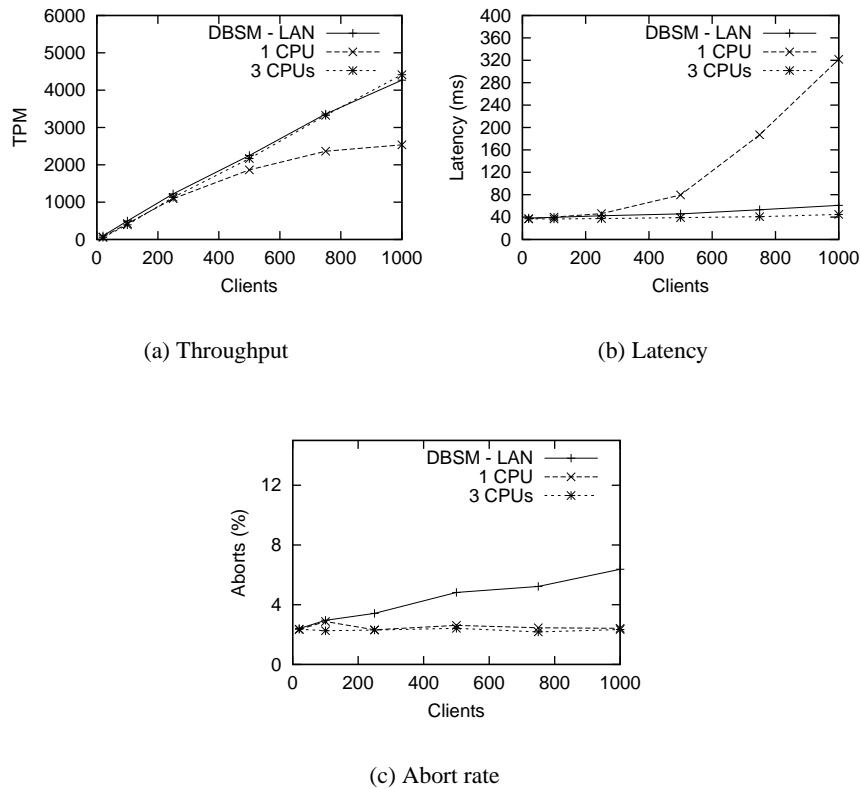 6000
5000
4000
3000
2000
1000
0
TPM
DBSM - LAN
1 CPU
3 CPUs
0 200 400 600 800 1000
Clients
(a) Throughput
400
360
320
280
240
200
160
120
80
40
0
Latency (ms)
DBSM - LAN
1 CPU
3 CPUs
0 200 400 600 800 1000
Clients
(b) Latency
12
8
4
0
Aborts (%)
DBSM - LAN
1 CPU
3 CPUs
0 200 400 600 800 1000
Clients
(c) Abort rate